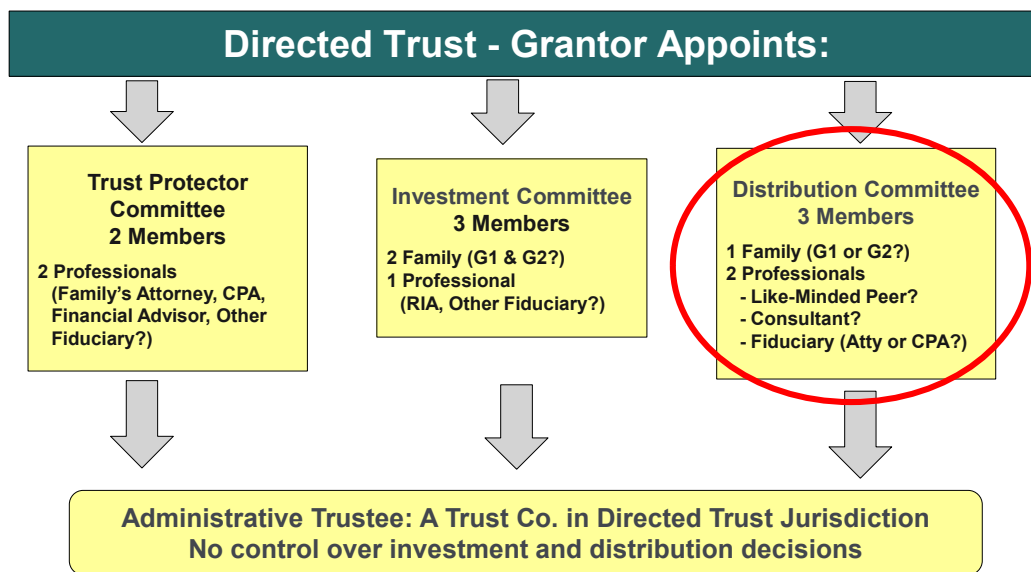 Directed Trust - Grantor Appoints:
Trust Protector
Committee
2 Members
2 Professionals
(Family's Attorney, CPA,
Financial Advisor, Other
Fiduciary?)
Investment Committee
3 Members
2 Family (G1 & G2?)
1 Professional
(RIA, Other Fiduciary?)
Distribution Committee
3 Members
1 Family (G1 or G2?)
2 Professionals
- Like-Minded Peer?
- Consultant?
- Fiduciary (Atty or CPA?)
Administrative Trustee: A Trust Co. in Directed Trust Jurisdiction
No control over investment and distribution decisions